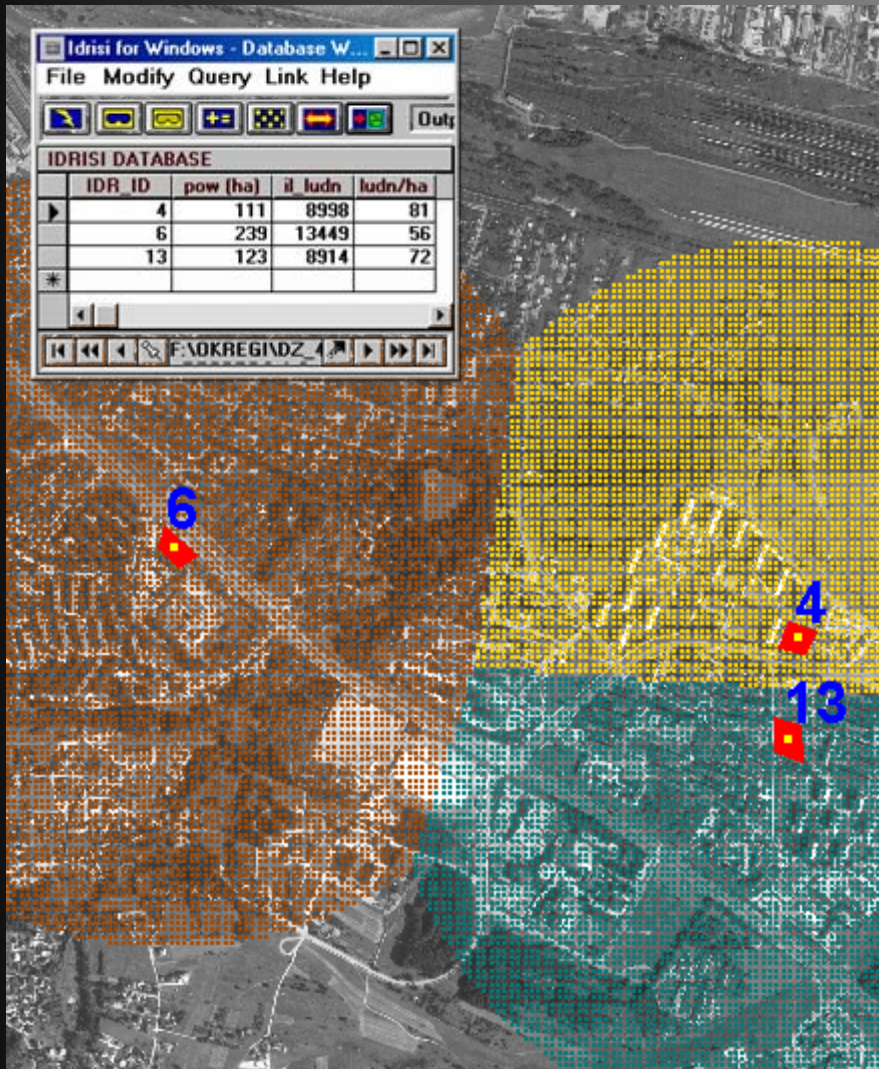 Idrisi for Windows - Database W...
File Modify Query Link Help
IDRISI DATABASE
IDR_ID pow (ha) il_ludn ludn/ha
4 111 8998 81
6 239 13449 56
13 123 8914 72
F:\OKREGI\DZ_4
6
4
13